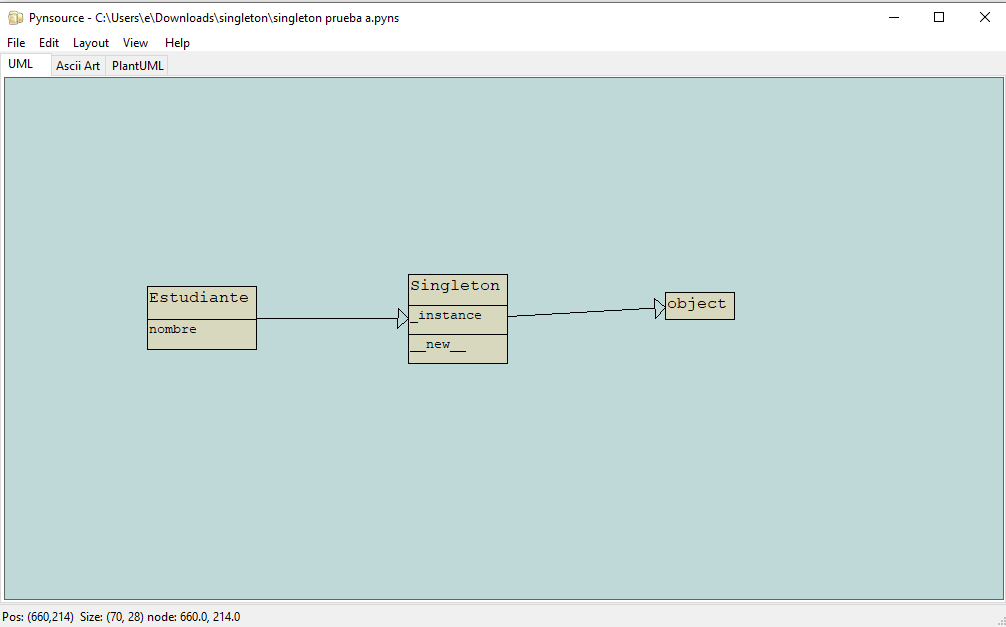 Pynsource - C:\Users\e\Downloads\singleton\singleton prueba a.pyns
File Edit Layout View Help
UML Ascii Art PlantUML
Estudiante
nombre
Singleton
_instance
__new__
object
Pos: (660,214) Size: (70, 28) node: 660.0, 214.0